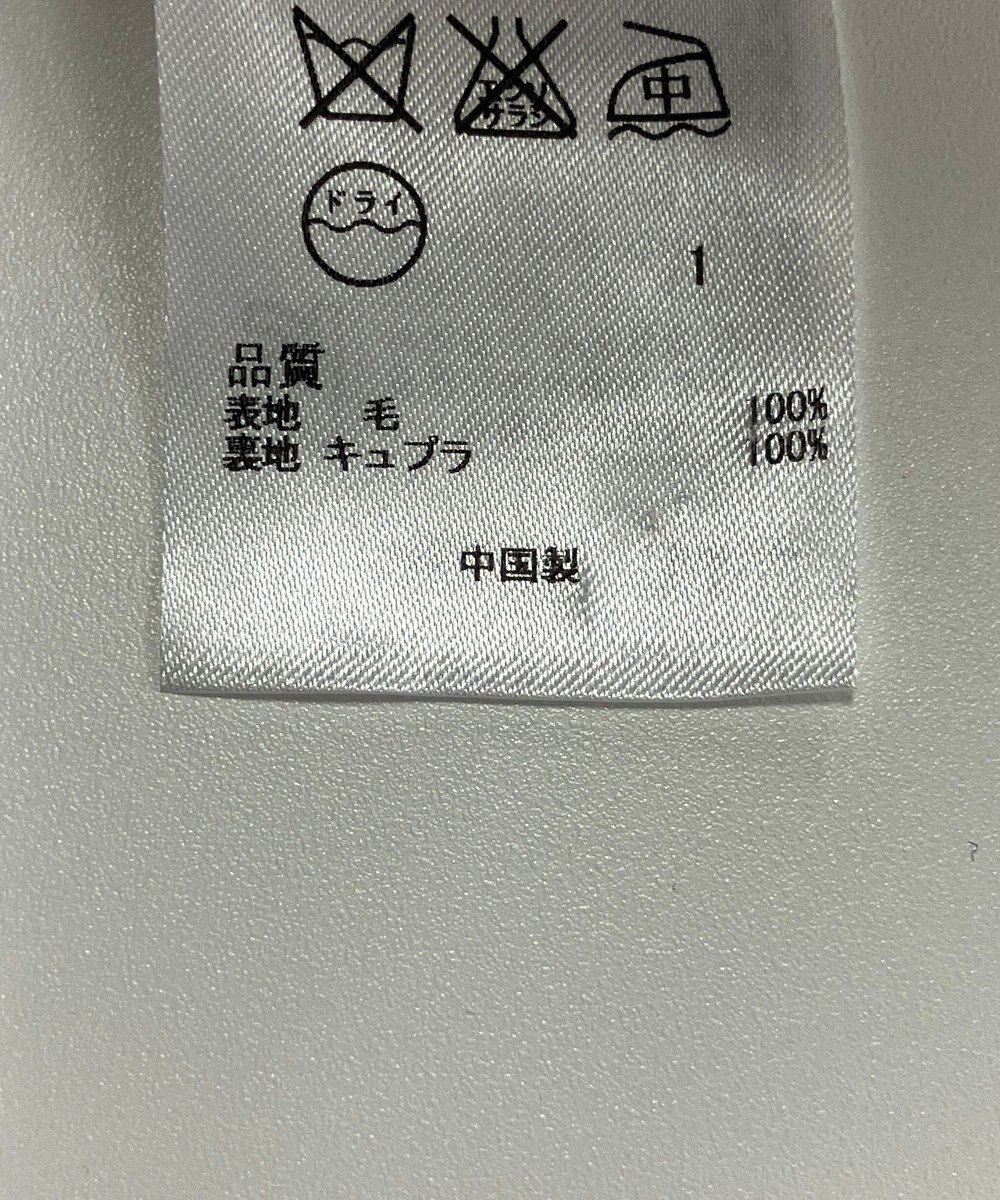 エンソ サラシ 中
ドライ
1
品質
表地 毛 100%
裏地 キュプラ 100%
中国製